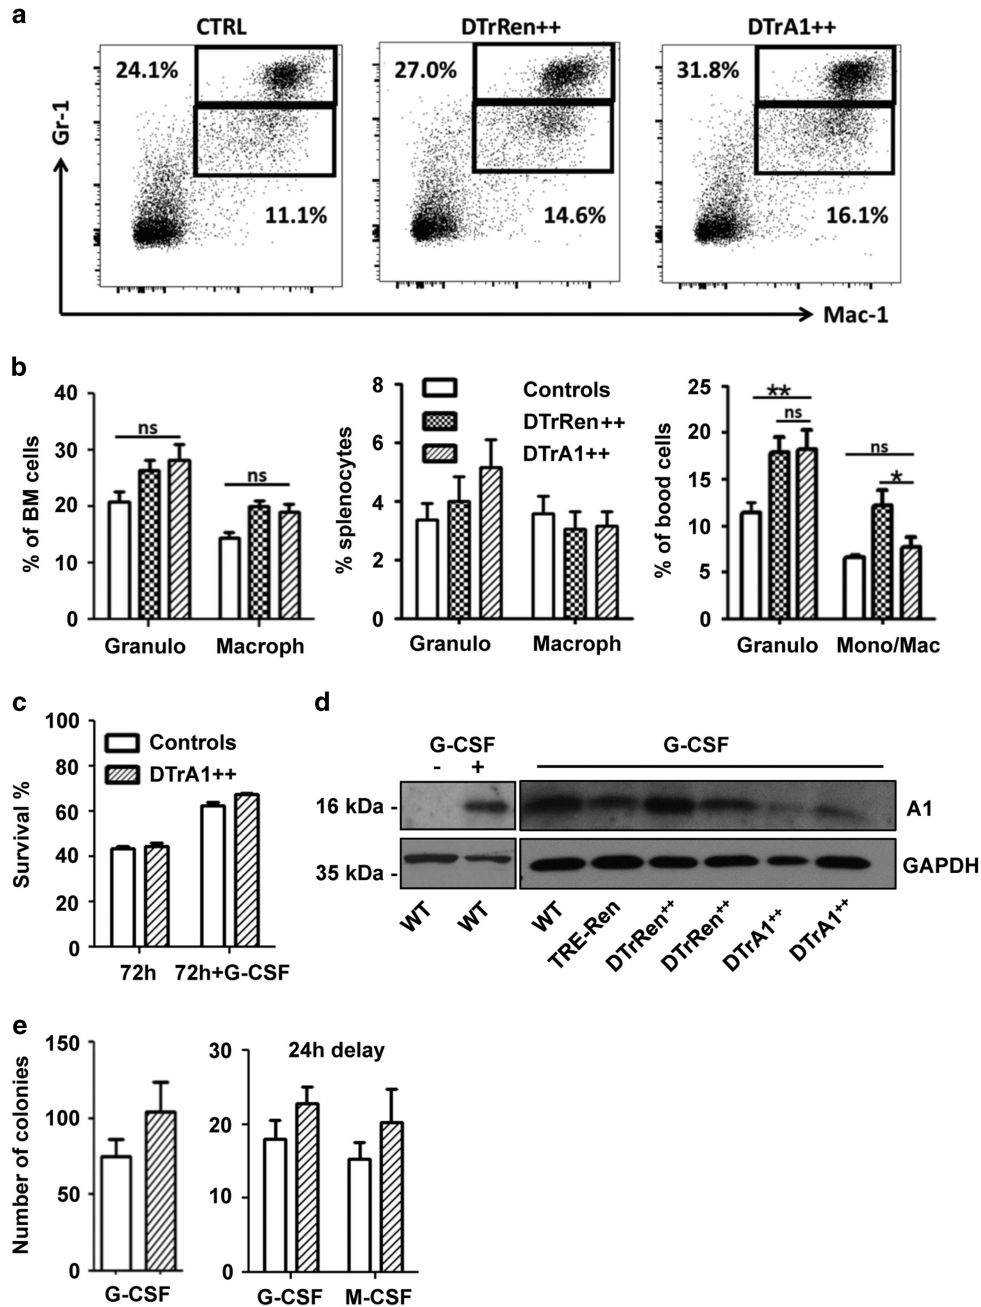 a
CTRL
DTrRen++
DTrA1++
24.1%
27.0%
31.8%
Gr-1
11.1%
14.6%
16.1%
Mac-1
b
% of BM cells
40
30
20
10
0
ns
ns
Granulo
Macroph
% splenocytes
8
6
4
2
0
Controls
DTrRen++
DTrA1++
Granulo
Macroph
% of bood cells
25
20
15
10
5
0
**
ns
ns
*
Granulo
Mono/Mac
c
Survival %
100
80
60
40
20
0
Controls
DTrA1++
72h
72h+G-CSF
d
G-CSF
G-CSF
- +
16 kDa -
A1
35 kDa -
GAPDH
WT
WT
WT
TRE-Ren
DTrRen++
DTrRen++
DTrA1++
DTrA1++
e
Number of colonies
150
100
50
0
G-CSF
30
20
10
0
24h delay
G-CSF
M-CSF